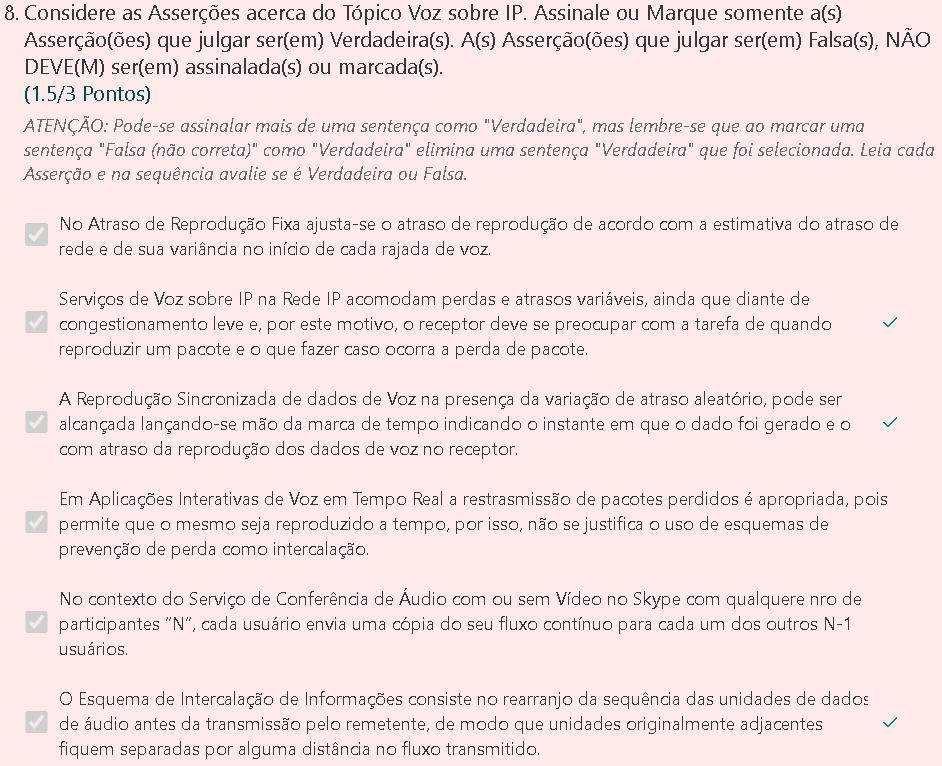 8. Considere as Asserções acerca do Tópico Voz sobre IP. Assinale ou Marque somente a(s)
Asserção(ões) que julgar ser(em) Verdadeira(s). A(s) Asserção(ões) que julgar ser(em) Falsa(s), NÃO
DEVE(M) ser(em) assinalada(s) ou marcada(s).
(1.5/3 Pontos)
ATENÇÃO: Pode-se assinalar mais de uma sentença como "Verdadeira", mas lembre-se que ao marcar uma
sentença "Falsa (não correta)" como "Verdadeira" elimina uma sentença "Verdadeira" que foi selecionada. Leia cada
Asserção e na sequência avalie se é Verdadeira ou Falsa.
No Atraso de Reprodução Fixa ajusta-se o atraso de reprodução de acordo com a estimativa do atraso de
rede e de sua variância no início de cada rajada de voz.
Serviços de Voz sobre IP na Rede IP acomodam perdas e atrasos variáveis, ainda que diante de
congestionamento leve e, por este motivo, o receptor deve se preocupar com a tarefa de quando
reproduzir um pacote e o que fazer caso ocorra a perda de pacote.
A Reprodução Sincronizada de dados de Voz na presença da variação de atraso aleatório, pode ser
alcançada lançando-se mão da marca de tempo indicando o instante em que o dado foi gerado e o
com atraso da reprodução dos dados de voz no receptor.
Em Aplicações Interativas de Voz em Tempo Real a restrasmissão de pacotes perdidos é apropriada, pois
permite que o mesmo seja reproduzido a tempo, por isso, não se justifica o uso de esquemas de
prevenção de perda como intercalação.
No contexto do Serviço de Conferência de Áudio com ou sem Vídeo no Skype com qualquere nro de
participantes “N”, cada usuário envia uma cópia do seu fluxo contínuo para cada um dos outros N-1
usuários.
O Esquema de Intercalação de Informações consiste no rearranjo da sequência das unidades de dados
de áudio antes da transmissão pelo remetente, de modo que unidades originalmente adjacentes
fiquem separadas por alguma distância no fluxo transmitido.